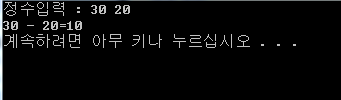 정수입력 : 30 20
30 - 20=10
계속하려면 아무 키나 누르십시오 . . .